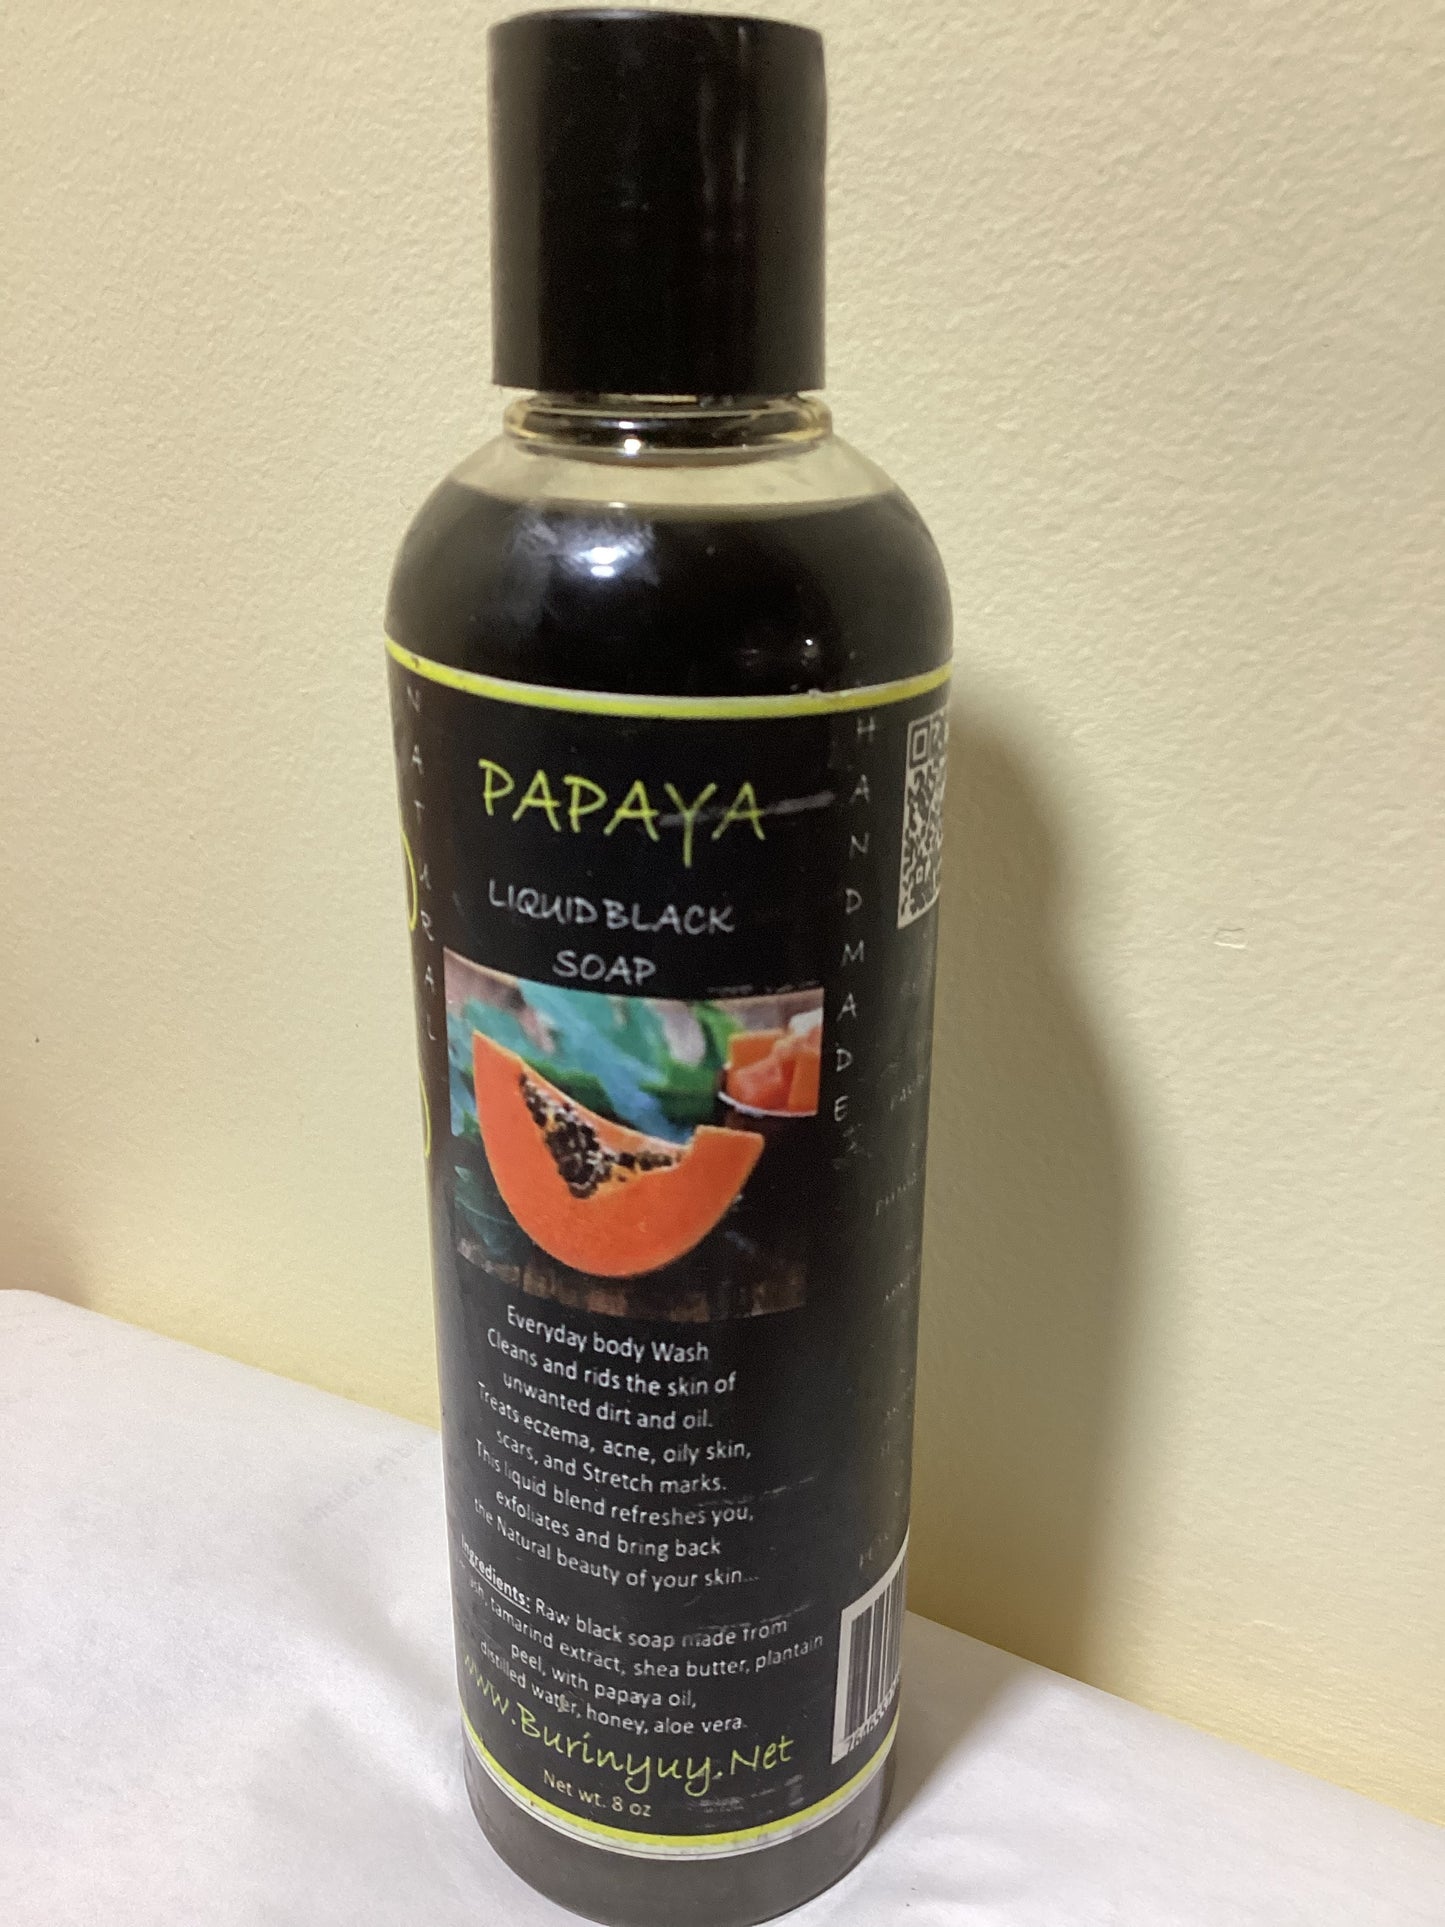 NATURAL
HANDMADE
PAPAYA
LIQUID BLACK
SOAP
Everyday body Wash
Cleans and rids the skin of
unwanted dirt and oil.
Treats eczema, acne, oily skin,
scars, and Stretch marks.
This liquid blend refreshes you,
exfoliates and bring back
the Natural beauty of your skin...
Ingredients: Raw black soap made from
tamarind extract, shea butter, plantain
peel, with papaya oil,
distilled water, honey, aloe vera.
www.Burinyuy.Net
Net wt. 8 oz